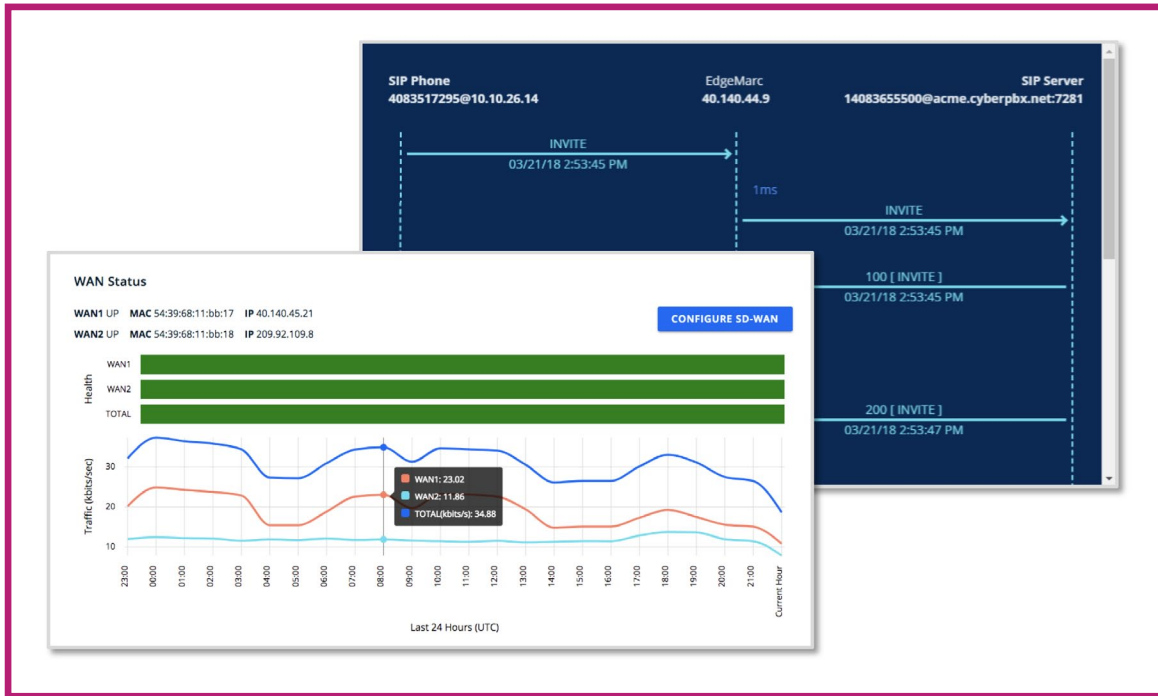 SIP Phone EdgeMarc SIP Server
4083517295@10.10.26.14 40.140.44.9 14083655500@acme.cyberpbx.net:7281
INVITE
03/21/18 2:53:45 PM
1ms
INVITE
03/21/18 2:53:45 PM
100 [ INVITE ]
03/21/18 2:53:45 PM
200 [ INVITE ]
03/21/18 2:53:47 PM
WAN Status
WAN1 UP MAC 54:39:68:11:bb:17 IP 40.140.45.21
WAN2 UP MAC 54:39:68:11:bb:18 IP 209.92.109.8
CONFIGURE SD-WAN
Health
WAN1
WAN2
TOTAL
Traffic (kbits/sec)
30
20
10
WAN1: 23.02
WAN2: 11.86
TOTAL(kbits/s): 34.88
23:00 00:00 01:00 02:00 03:00 04:00 05:00 06:00 07:00 08:00 09:00 10:00 11:00 12:00 13:00 14:00 15:00 16:00 17:00 18:00 19:00 20:00 21:00 Current Hour
Last 24 Hours (UTC)